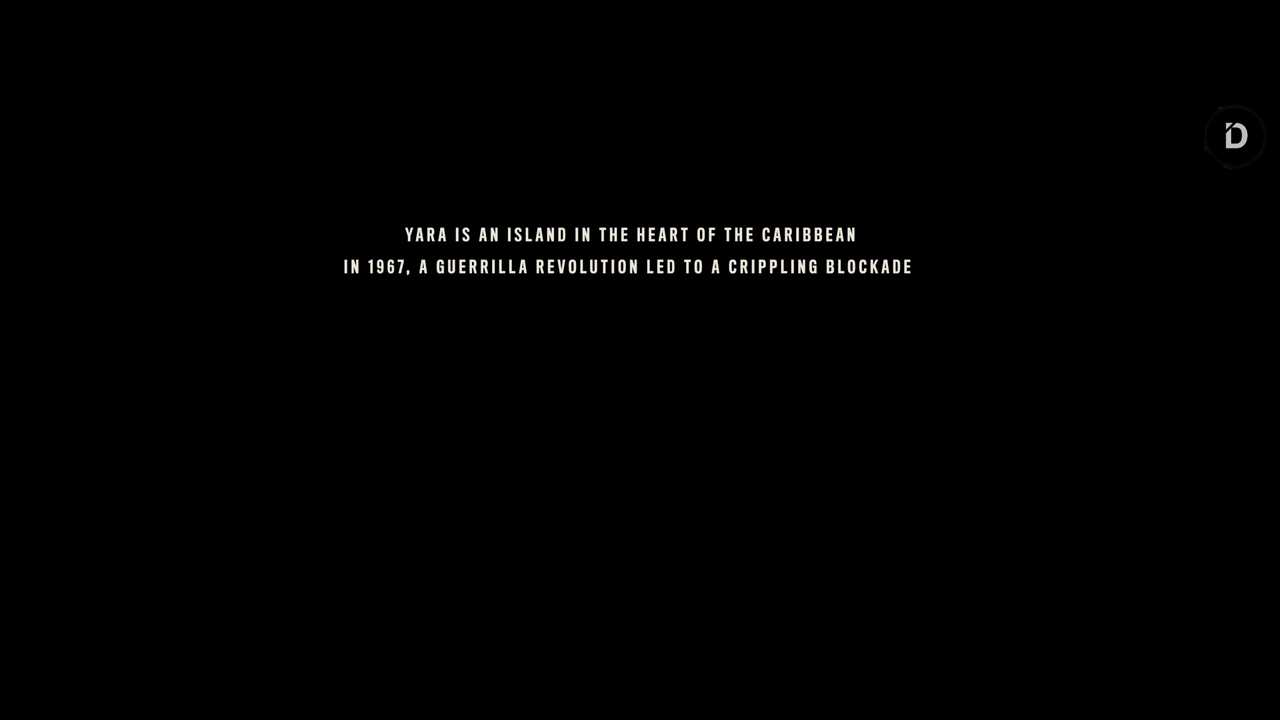 YARA IS AN ISLAND IN THE HEART OF THE CARIBBEAN
IN 1967, A GUERRILLA REVOLUTION LED TO A CRIPPLING BLOCKADE
D